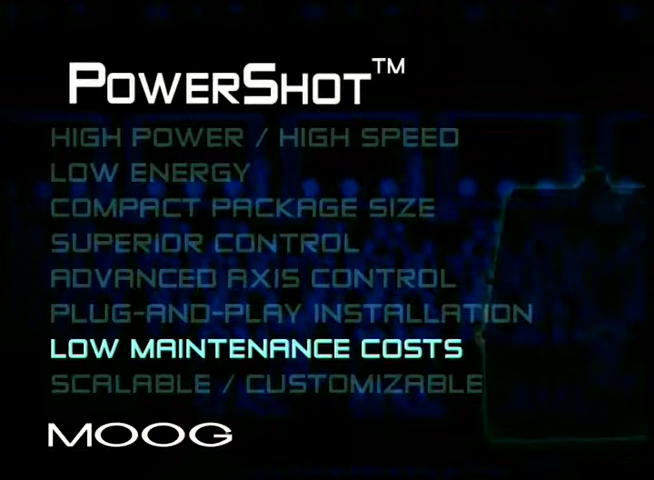 POWERSHOT™
HIGH POWER / HIGH SPEED
LOW ENERGY
COMPACT PACKAGE SIZE
SUPERIOR CONTROL
ADVANCED AXIS CONTROL
PLUG-AND-PLAY INSTALLATION
LOW MAINTENANCE COSTS
SCALABLE / CUSTOMIZABLE
MOOG